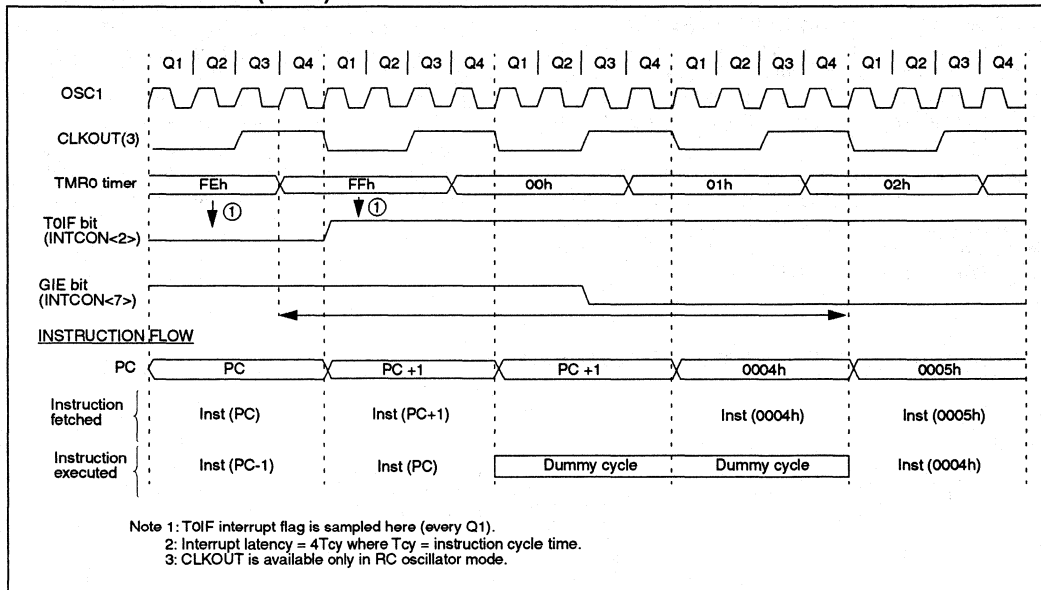 Q1 | Q2 | Q3 | Q4 Q1 | Q2 | Q3 | Q4 Q1 | Q2 | Q3 | Q4 Q1 | Q2 | Q3 | Q4 Q1 | Q2 | Q3 | Q4
OSC1
CLKOUT(3)
TMR0 timer FEh FFh 00h 01h 02h
① ①
T0IF bit
(INTCON<2>)
GIE bit
(INTCON<7>)
INSTRUCTION FLOW
PC PC PC +1 PC +1 0004h 0005h
Instruction
fetched
Inst (PC) Inst (PC+1) Inst (0004h) Inst (0005h)
Instruction
executed
Inst (PC-1) Inst (PC) Dummy cycle Dummy cycle Inst (0004h)
Note 1: T0IF interrupt flag is sampled here (every Q1).
2: Interrupt latency = 4Tcy where Tcy = instruction cycle time.
3: CLKOUT is available only in RC oscillator mode.